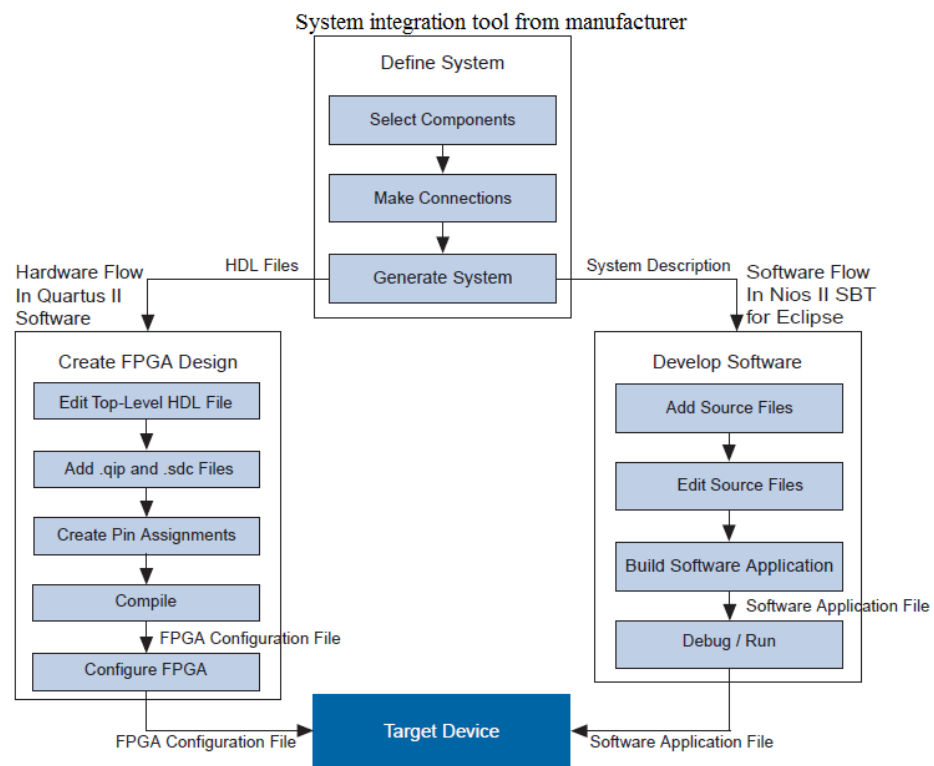 System integration tool from manufacturer
Define System
Select Components
Make Connections
Generate System
HDL Files
System Description
Hardware Flow
In Quartus II
Software
Create FPGA Design
Edit Top-Level HDL File
Add .qip and .sdc Files
Create Pin Assignments
Compile
FPGA Configuration File
Configure FPGA
FPGA Configuration File
Software Flow
In Nios II SBT
for Eclipse
Develop Software
Add Source Files
Edit Source Files
Build Software Application
Software Application File
Debug / Run
Software Application File
Target Device